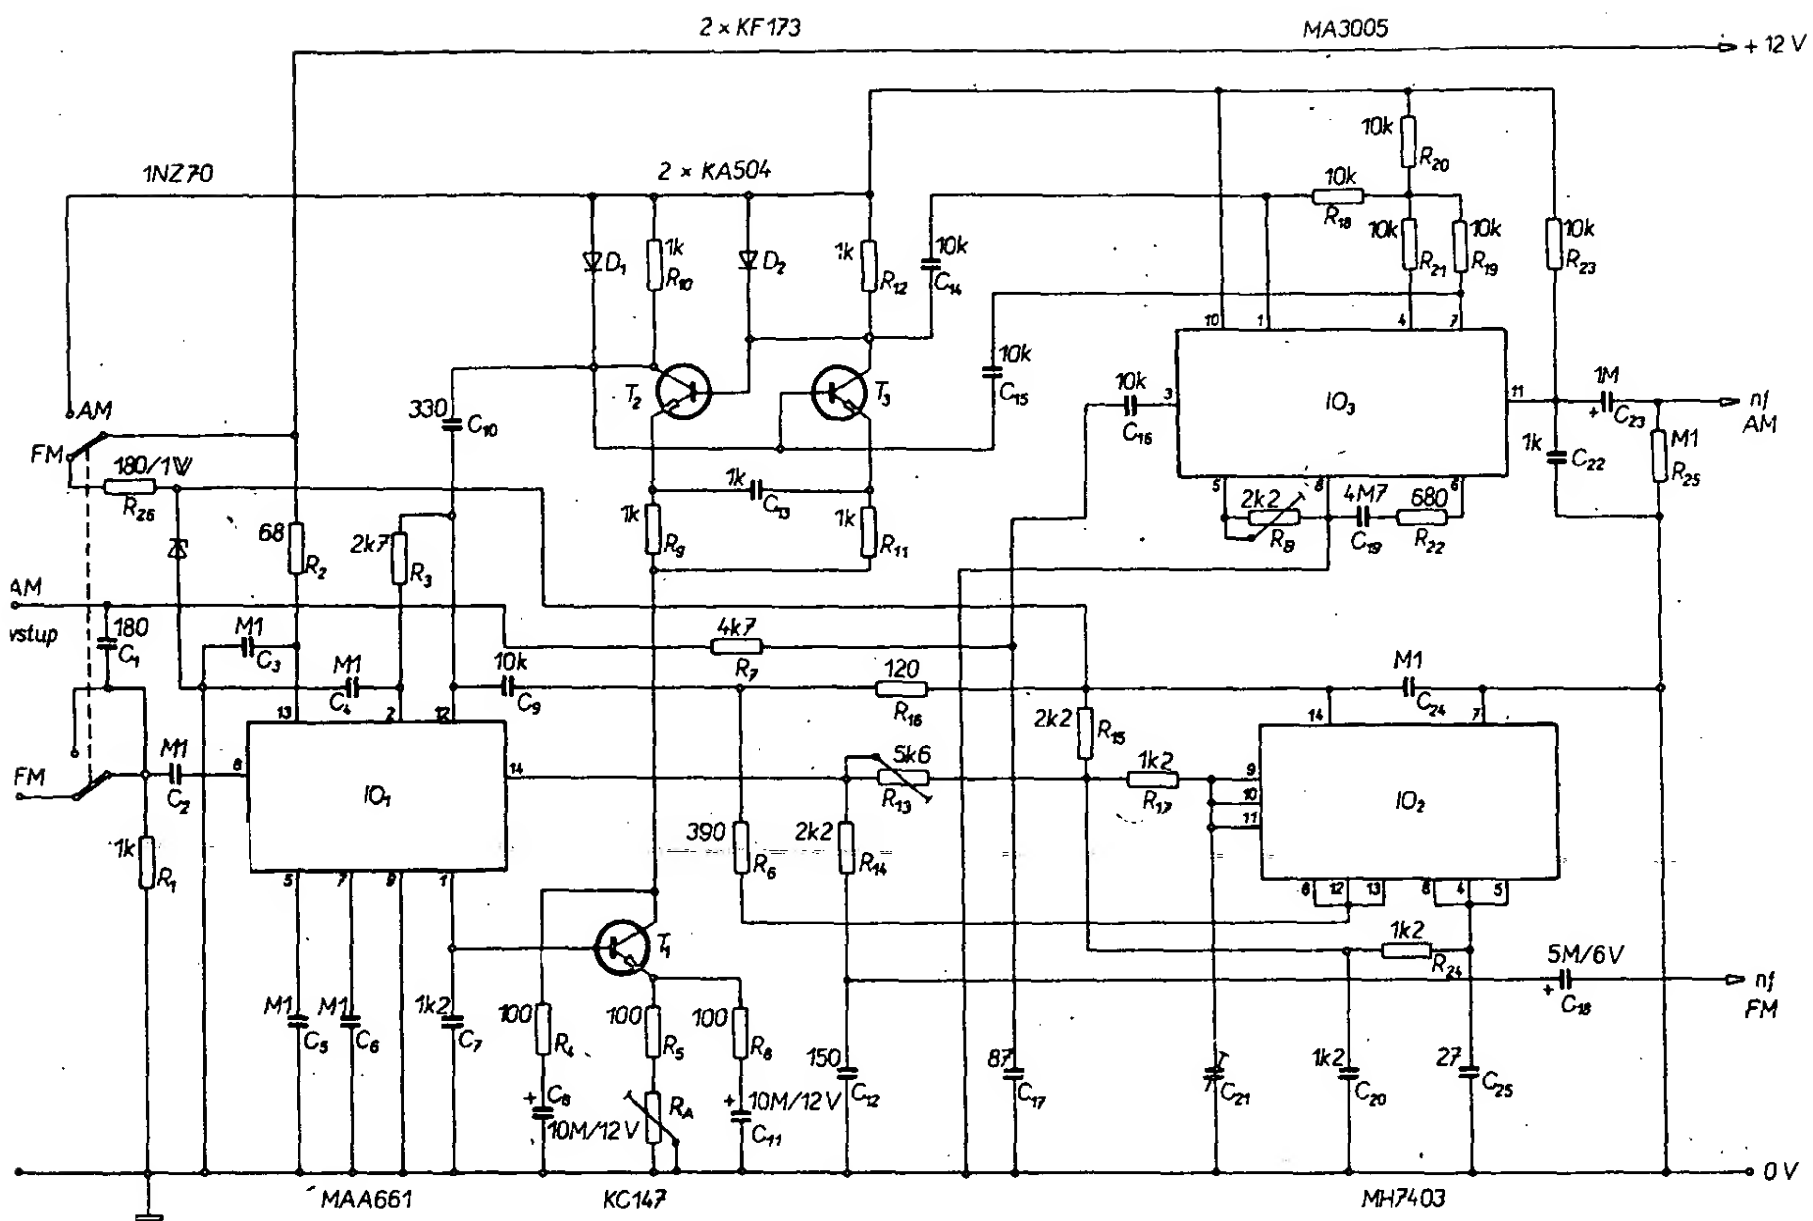 2 × KF173
MA3005
+ 12 V
1NZ70
2 × KA504
10k
R20
10k
R18
10k
R21
10k
R19
10k
R23
D1
1k
R10
D2
1k
R12
10k
C14
10
1
4
7
T2
T3
10k
C15
10k
C16
3
IO3
11
1M
+
C23
nf
AM
AM
FM
180/1W
R26
330
C10
1k
C13
1k
R9
1k
R11
5
8
6
2k2
R8
4M7
C19
680
R22
1k
C22
M1
R25
68
R2
2k7
R3
AM
vstup
180
C1
M1
C3
M1
C4
10k
C9
4k7
R7
120
R16
M1
C24
13
2
12
14
7
2k2
R15
FM
M1
C2
6
IO1
14
5k6
R13
1k2
R17
9
10
11
IO2
1k
R1
390
R6
2k2
R14
5
7
9
1
6
12
13
8
4
5
T1
1k2
R24
5M/6V
+
C18
nf
FM
M1
C5
M1
C6
1k2
C7
100
R4
100
R5
100
R8
150
C12
87
C17
C21
1k2
C20
27
C25
+
C8
10M/12V
RA
+
10M/12V
C11
0V
MAA661
KC147
MH7403